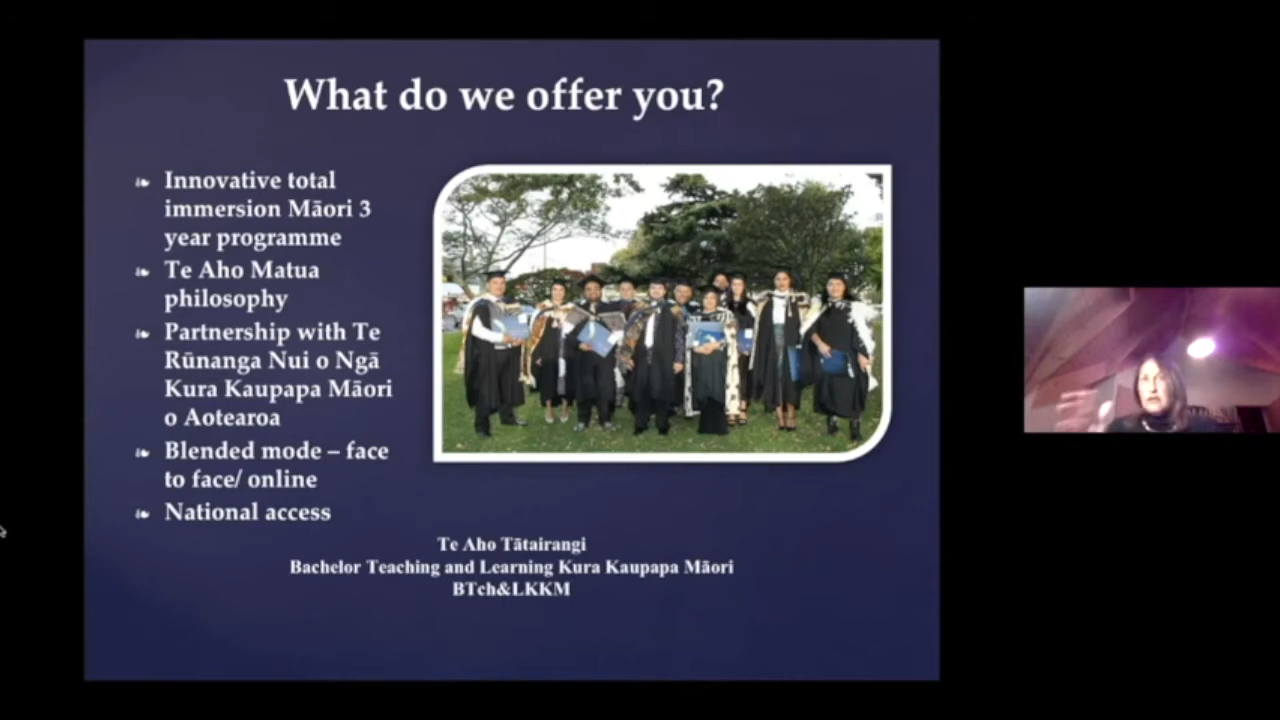 What do we offer you?
Innovative total
immersion Māori 3
year programme
Te Aho Matua
philosophy
Partnership with Te
Rūnanga Nui o Ngā
Kura Kaupapa Māori
o Aotearoa
Blended mode – face
to face/ online
National access
Te Aho Tātairangi
Bachelor Teaching and Learning Kura Kaupapa Māori
BTch&LKKM